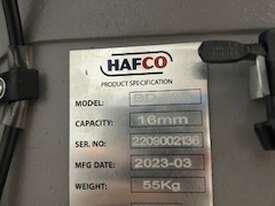 HAFCO
PRODUCT SPECIFICATION
MODEL:
CAPACITY: 16mm
SER. NO: 2209002136
MFG DATE: 2023-03
WEIGHT: 55Kg